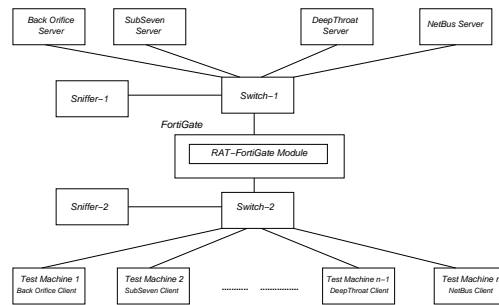 Back Orifice
Server
SubSeven
Server
DeepThroat
Server
NetBus Server
Sniffer-1
Switch-1
FortiGate
RAT-FortiGate Module
Sniffer-2
Switch-2
Test Machine 1
Back Orifice Client
Test Machine 2
SubSeven Client
........... .............
Test Machine n-1
DeepThroat Client
Test Machine n
NetBus Client